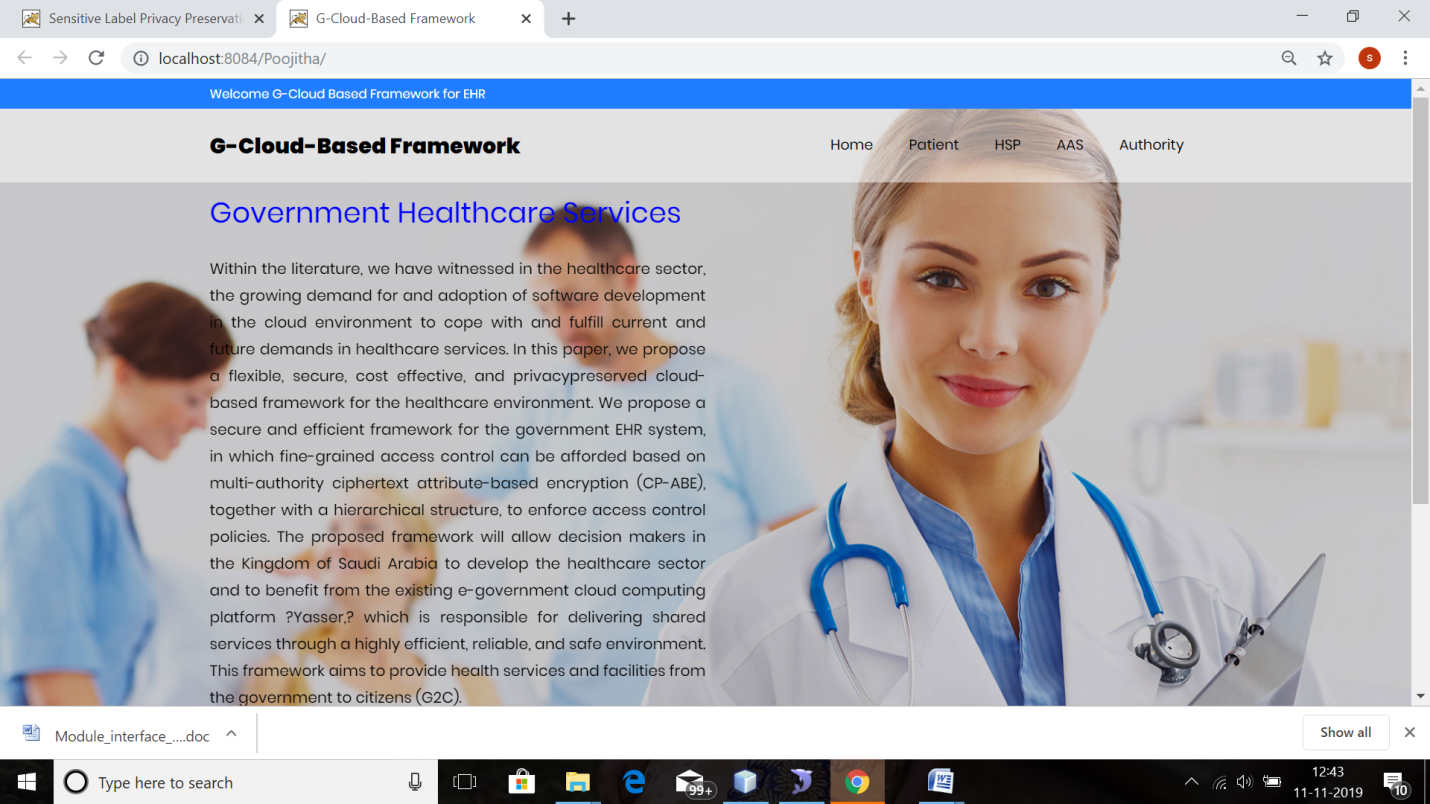 Sensitive Label Privacy Preservati
G-Cloud-Based Framework
localhost:8084/Poojitha/
s
Welcome G-Cloud Based Framework for EHR
G-Cloud-Based Framework
Home Patient HSP AAS Authority
Government Healthcare Services
Within the literature, we have witnessed in the healthcare sector,
the growing demand for and adoption of software development
in the cloud environment to cope with and fulfill current and
future demands in healthcare services. In this paper, we propose
a flexible, secure, cost effective, and privacypreserved cloud-
based framework for the healthcare environment. We propose a
secure and efficient framework for the government EHR system,
in which fine-grained access control can be afforded based on
multi-authority ciphertext attribute-based encryption (CP-ABE),
together with a hierarchical structure, to enforce access control
policies. The proposed framework will allow decision makers in
the Kingdom of Saudi Arabia to develop the healthcare sector
and to benefit from the existing e-government cloud computing
platform ?Yasser,? which is responsible for delivering shared
services through a highly efficient, reliable, and safe environment.
This framework aims to provide health services and facilities from
the government to citizens (G2C).
Module_interface_....doc
Show all
Type here to search
99+
12:43
11-11-2019
10